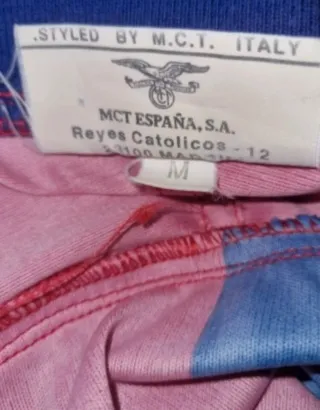 .STYLED BY M.C.T. ITALY
MCT ESPAÑA, S.A.
Reyes Catolicos - 12
M